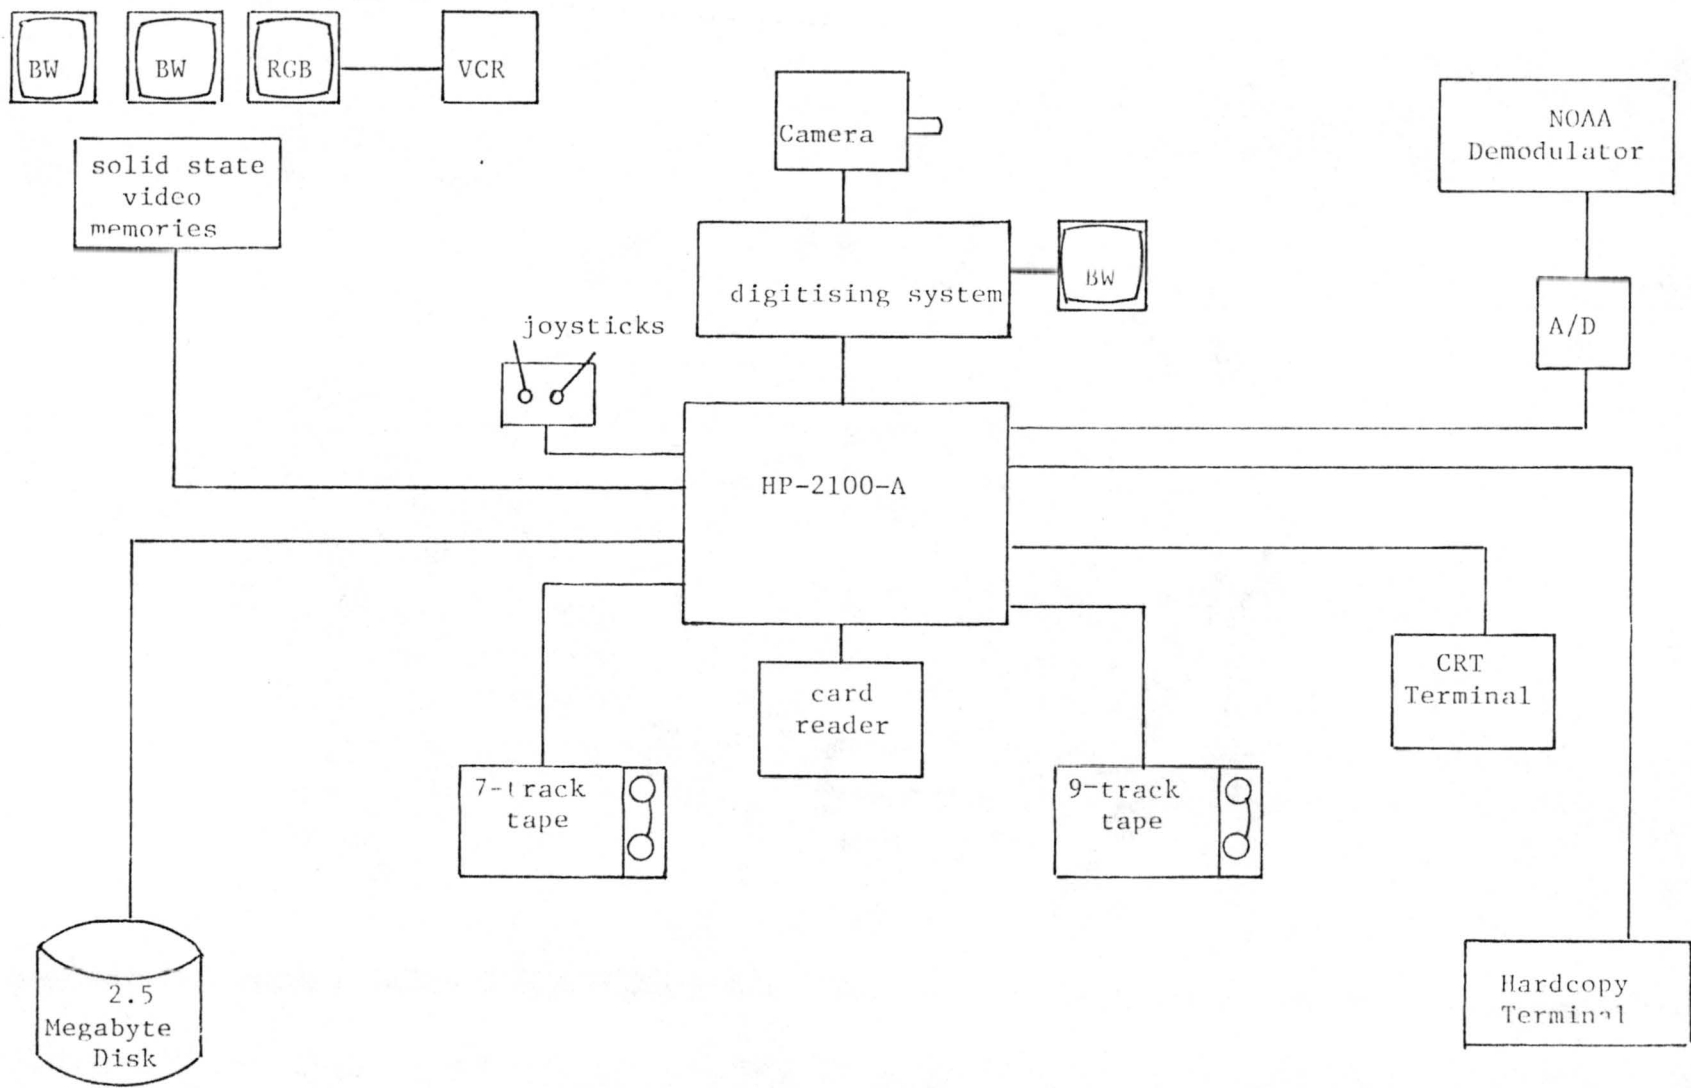 BW
BW
RGB
VCR
solid state
video
memories
Camera
NOAA
Demodulator
digitising system
BW
A/D
joysticks
HP-2100-A
CRT
Terminal
card
reader
7-track
tape
9-track
tape
2.5
Megabyte
Disk
Hardcopy
Terminal